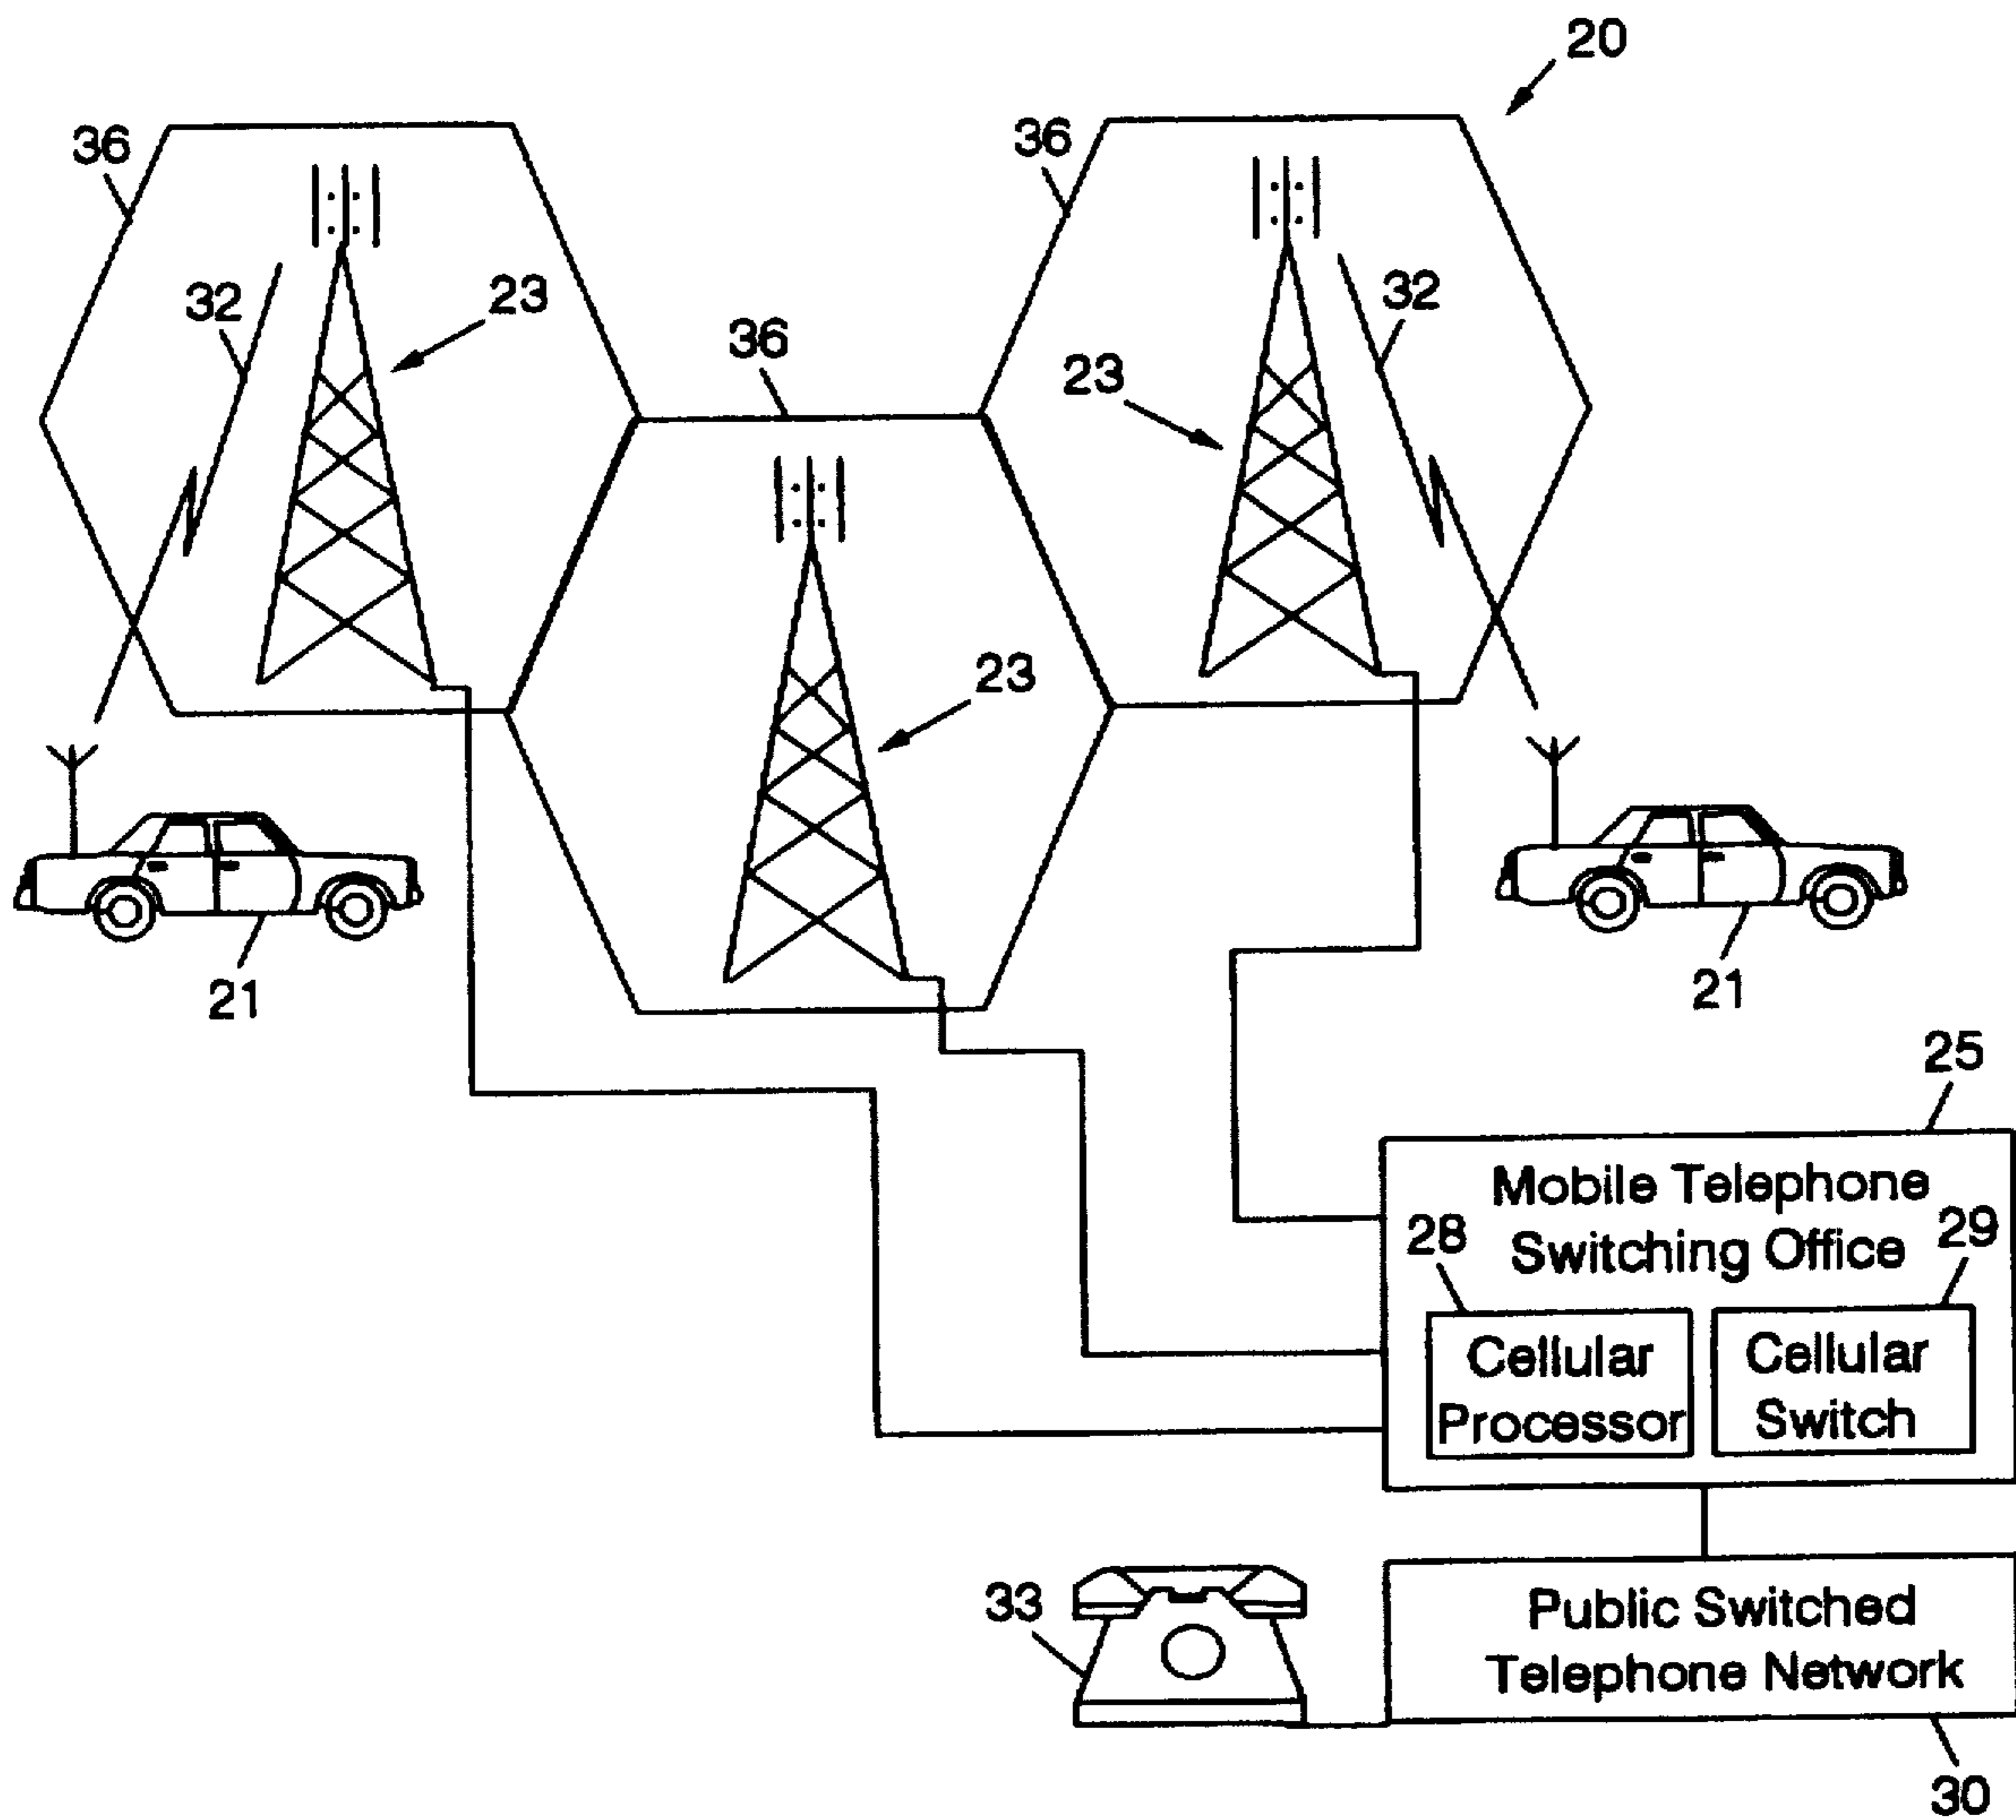 20
36
36
32
23
32
36
23
23
21
21
25
Mobile Telephone
Switching Office
28
29
Cellular
Processor
Cellular
Switch
33
Public Switched
Telephone Network
30